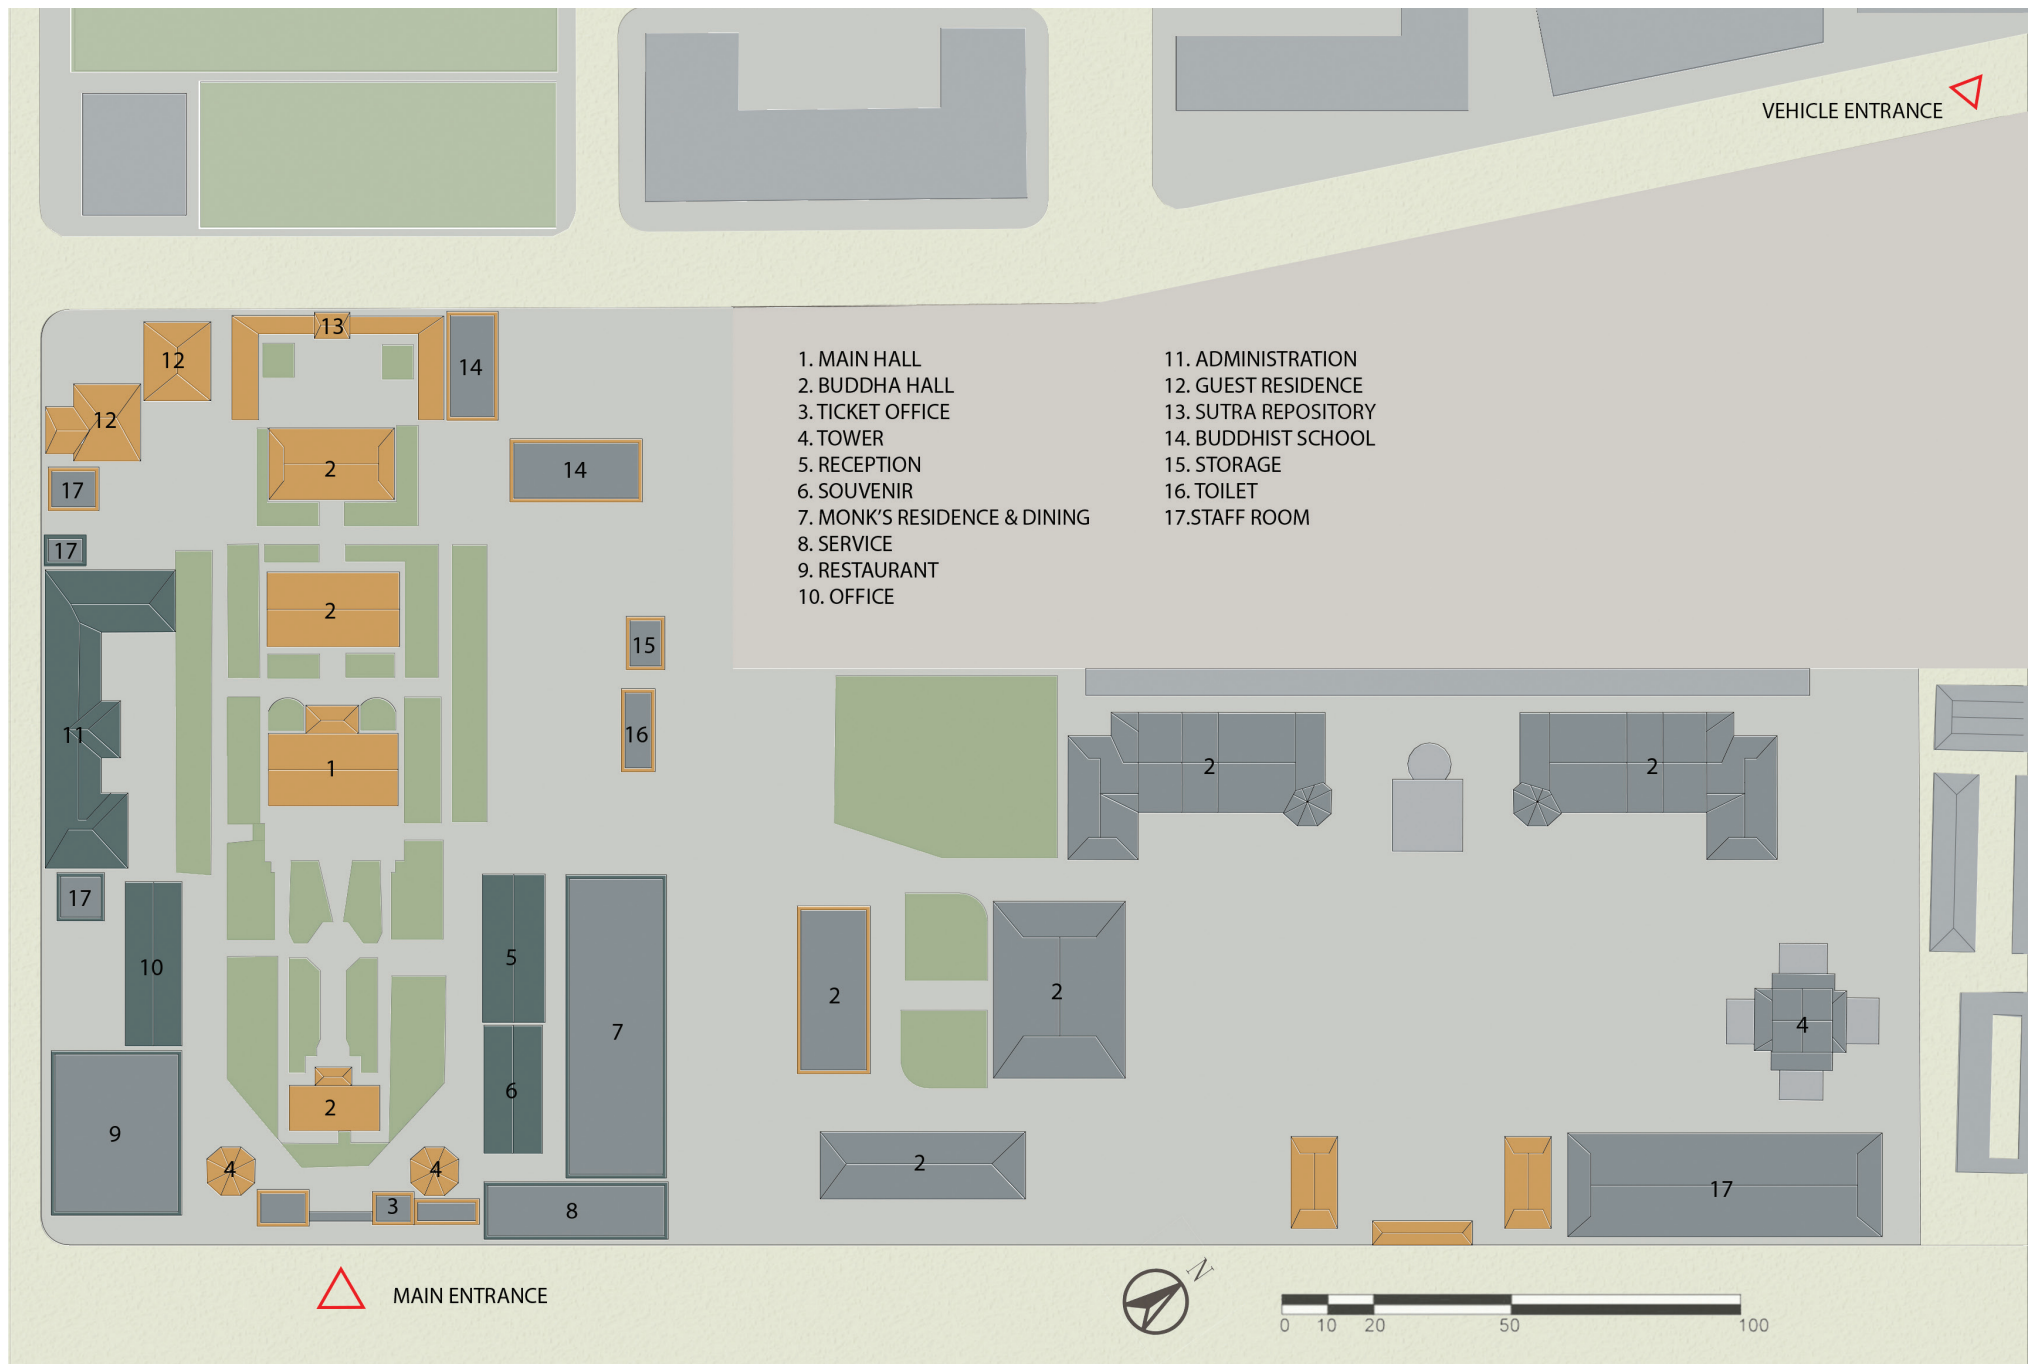 VEHICLE ENTRANCE
13
12
14
12
2
14
17
17
2
15
11
16
1
17
10
5
7
6
2
9
4
4
3
8
1. MAIN HALL
2. BUDDHA HALL
3. TICKET OFFICE
4. TOWER
5. RECEPTION
6. SOUVENIR
7. MONK'S RESIDENCE & DINING
8. SERVICE
9. RESTAURANT
10. OFFICE
11. ADMINISTRATION
12. GUEST RESIDENCE
13. SUTRA REPOSITORY
14. BUDDHIST SCHOOL
15. STORAGE
16. TOILET
17.STAFF ROOM
2
2
2
2
4
2
17
MAIN ENTRANCE
N
0 10 20 50 100